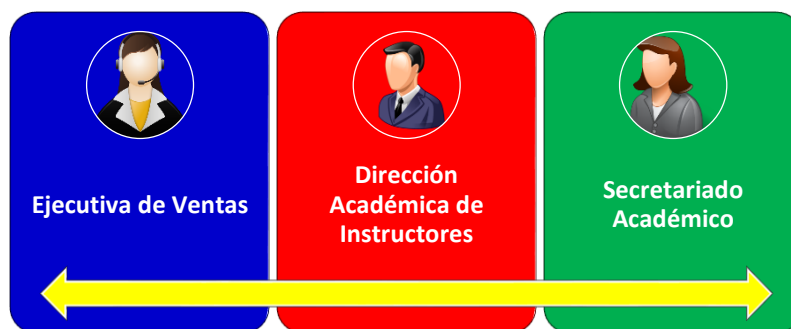 Ejecutiva de Ventas
Dirección
Académica de
Instructores
Secretariado
Académico